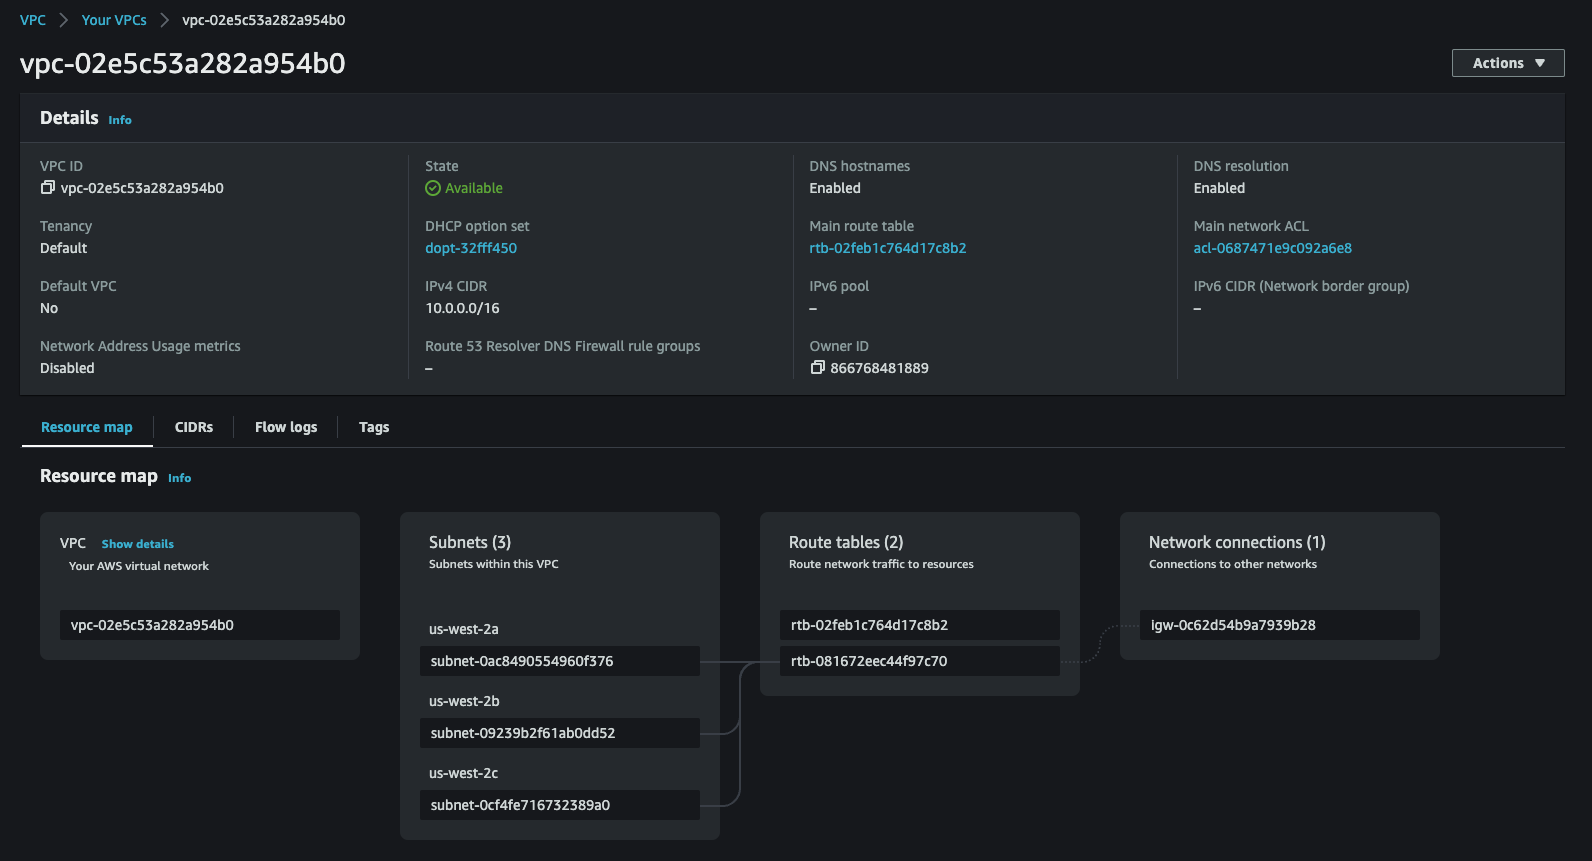 VPC > Your VPCs > vpc-02e5c53a282a954b0
vpc-02e5c53a282a954b0
Actions
Details Info
VPC ID
vpc-02e5c53a282a954b0
State
Available
DNS hostnames
Enabled
DNS resolution
Enabled
Tenancy
Default
DHCP option set
dopt-32fff450
Main route table
rtb-02feb1c764d17c8b2
Main network ACL
acl-0687471e9c092a6e8
Default VPC
No
IPv4 CIDR
10.0.0.0/16
IPv6 pool
–
IPv6 CIDR (Network border group)
–
Network Address Usage metrics
Disabled
Route 53 Resolver DNS Firewall rule groups
–
Owner ID
866768481889
Resource map
CIDRs
Flow logs
Tags
Resource map Info
VPC Show details
Your AWS virtual network
vpc-02e5c53a282a954b0
Subnets (3)
Subnets within this VPC
us-west-2a
subnet-0ac8490554960f376
us-west-2b
subnet-09239b2f61ab0dd52
us-west-2c
subnet-0cf4fe716732389a0
Route tables (2)
Route network traffic to resources
rtb-02feb1c764d17c8b2
rtb-081672eec44f97c70
Network connections (1)
Connections to other networks
igw-0c62d54b9a7939b28